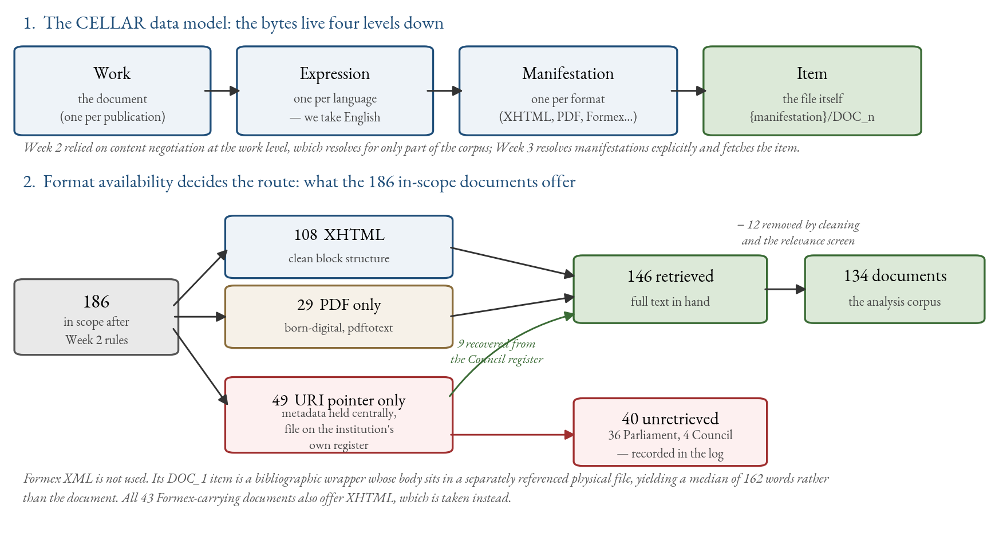 1. The CELLAR data model: the bytes live four levels down
Work
the document
(one per publication)
Expression
one per language
— we take English
Manifestation
one per format
(XHTML, PDF, Formex...)
Item
the file itself
{manifestation}/DOC_n
Week 2 relied on content negotiation at the work level, which resolves for only part of the corpus; Week 3 resolves manifestations explicitly and fetches the item.
2. Format availability decides the route: what the 186 in-scope documents offer
186
in scope after
Week 2 rules
108 XHTML
clean block structure
29 PDF only
born-digital, pdftotext
49 URI pointer only
metadata held centrally,
file on the institution's
own register
9 recovered from
the Council register
146 retrieved
full text in hand
– 12 removed by cleaning
and the relevance screen
134 documents
the analysis corpus
40 unretrieved
36 Parliament, 4 Council
— recorded in the log
Formex XML is not used. Its DOC_1 item is a bibliographic wrapper whose body sits in a separately referenced physical file, yielding a median of 162 words rather
than the document. All 43 Formex-carrying documents also offer XHTML, which is taken instead.